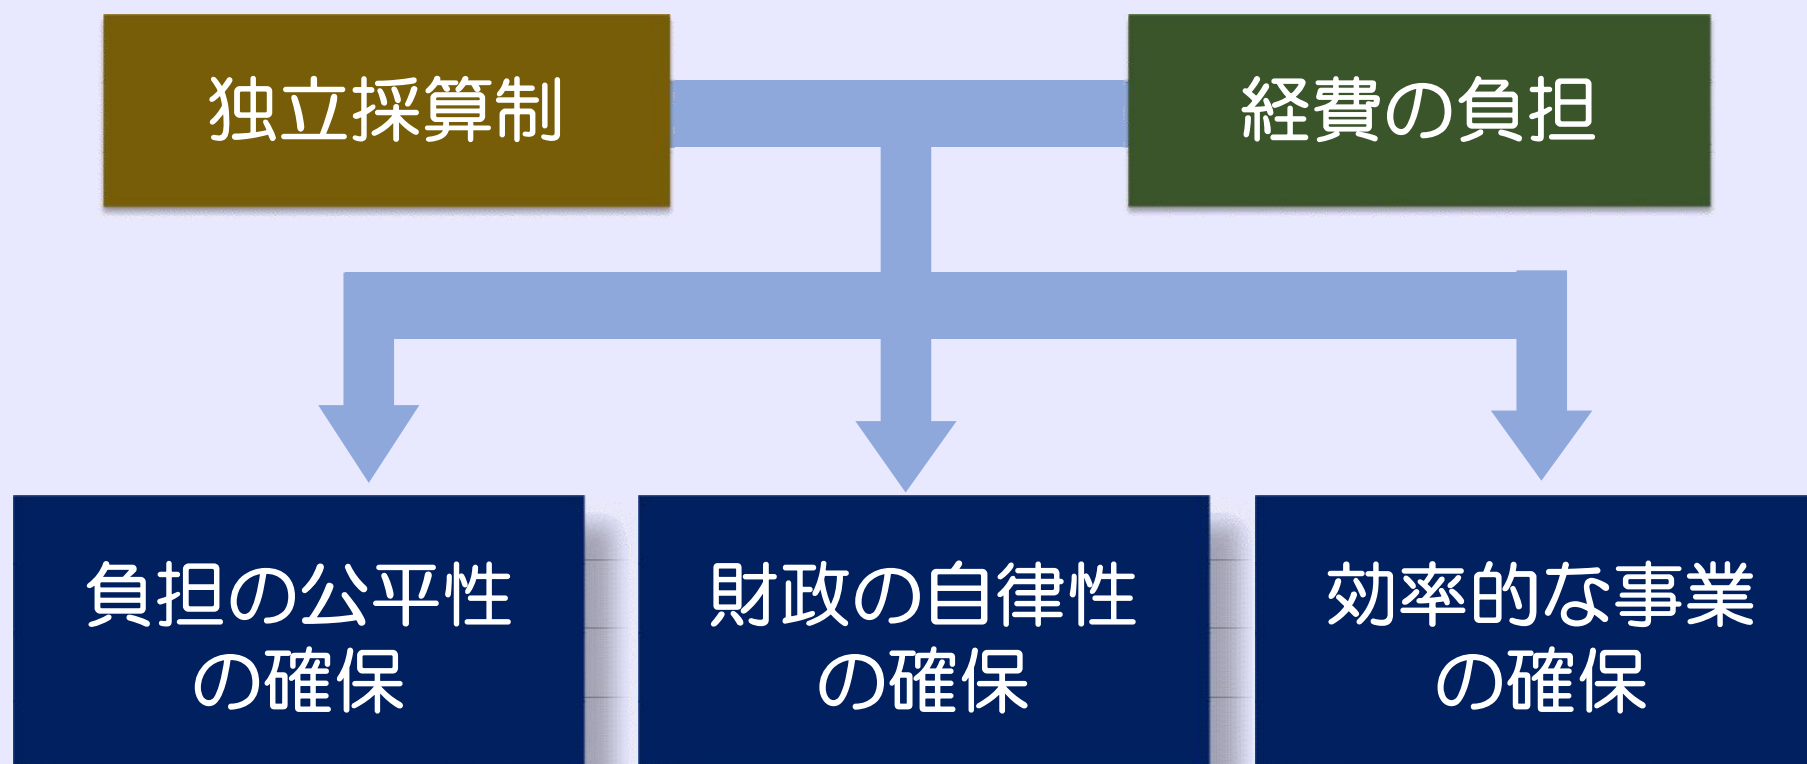 独立採算制
経費の負担
負担の公平性
の確保
財政の自律性
の確保
効率的な事業
の確保